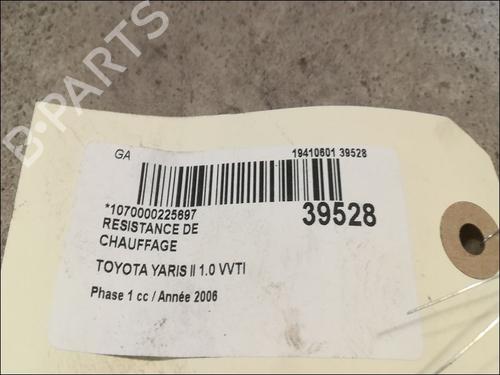 B-PARTS
GA
19410601 39528
*1070000225697
39528
RESISTANCE DE
CHAUFFAGE
TOYOTA YARIS II 1.0 VVTI
Phase 1 cc / Année 2006